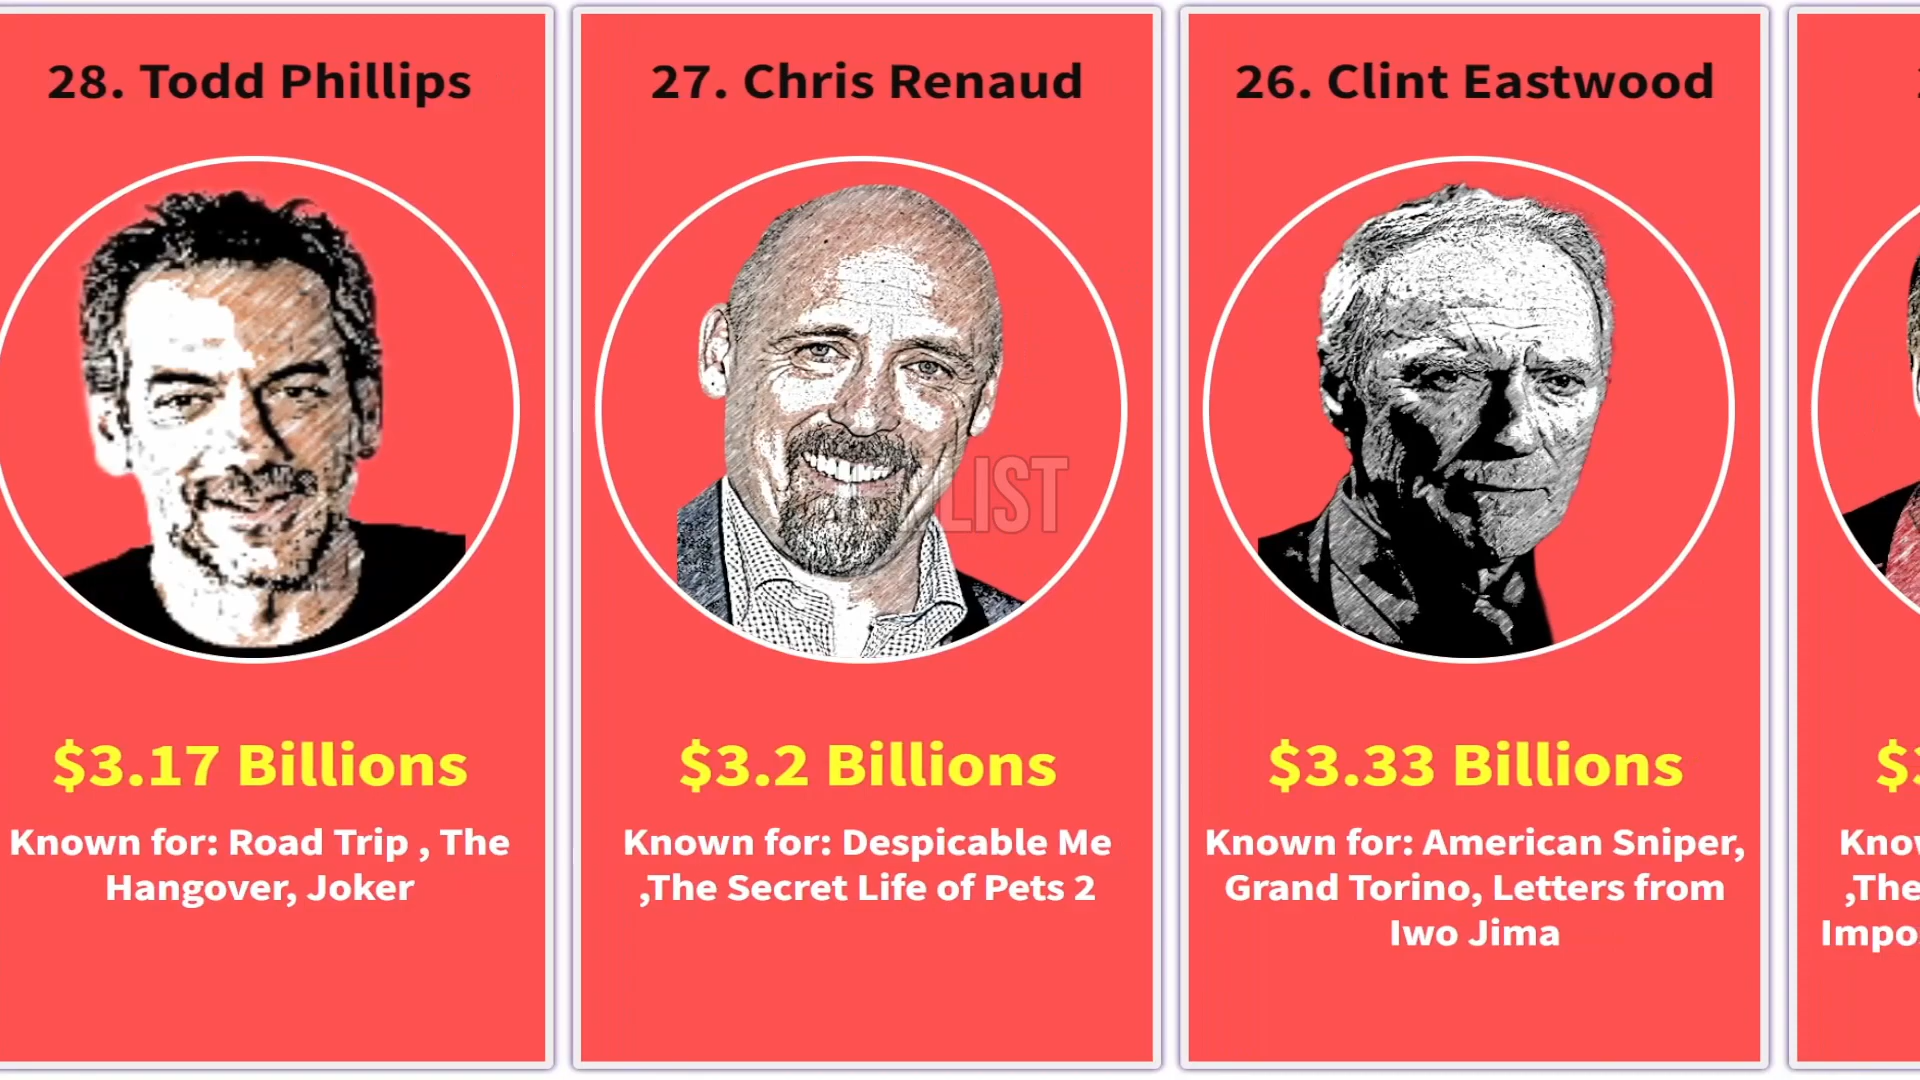 28. Todd Phillips
$3.17 Billions
Known for: Road Trip , The
Hangover, Joker
27. Chris Renaud
LIST
$3.2 Billions
Known for: Despicable Me
,The Secret Life of Pets 2
26. Clint Eastwood
$3.33 Billions
Known for: American Sniper,
Grand Torino, Letters from
Iwo Jima
,The